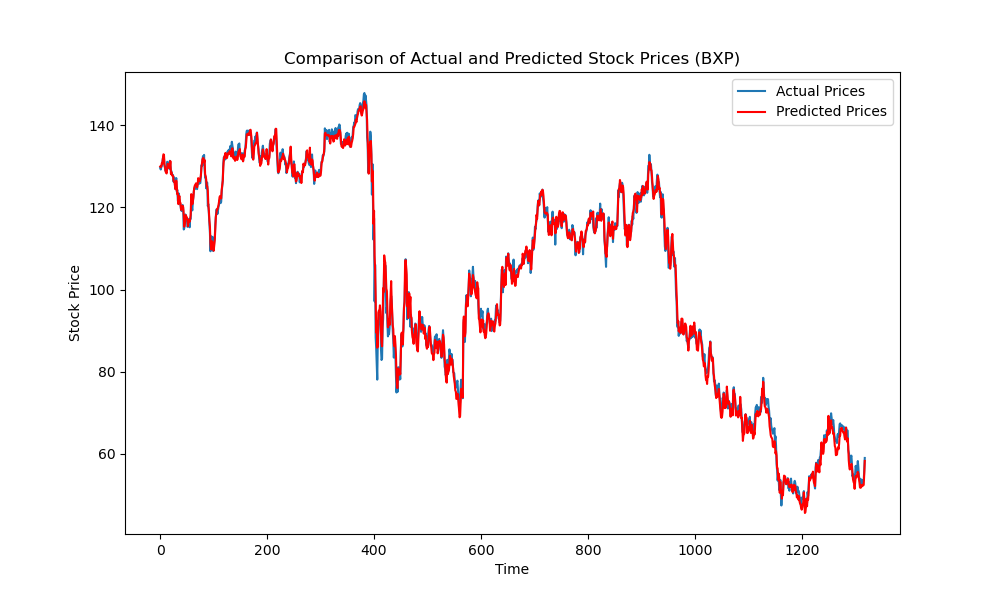 Comparison of Actual and Predicted Stock Prices (BXP)
Actual Prices
Predicted Prices
140
120
100
80
60
Stock Price
0 200 400 600 800 1000 1200
Time